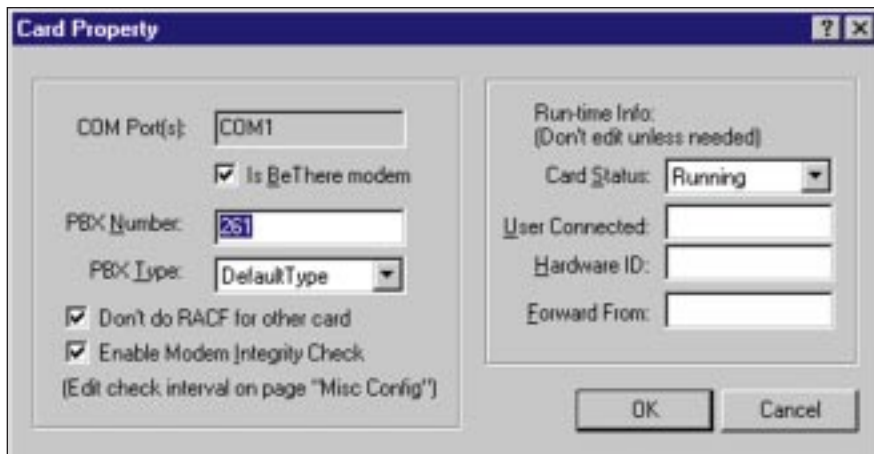 Card Property
COM Port(s): COM1
Is BeThere modem
PBX Number: 261
PBX Type: DefaultType
Don't do RACF for other card
Enable Modem Integrity Check
(Edit check interval on page "Misc Config")
Run-time Info:
(Don't edit unless needed)
Card Status: Running
User Connected:
Hardware ID:
Forward From:
OK
Cancel